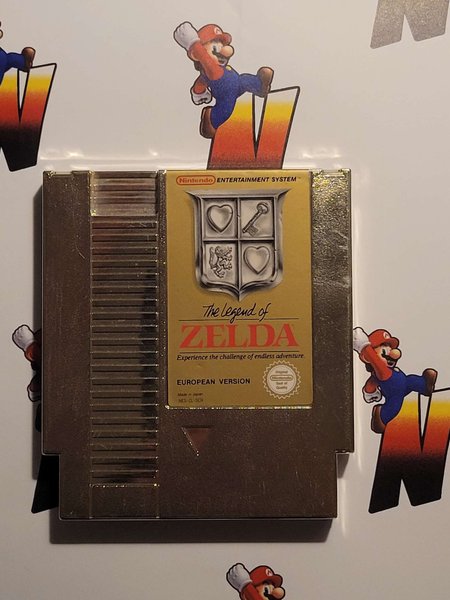 Nintendo ENTERTAINMENT SYSTEM™
The Legend of
ZELDA
Experience the challenge of endless adventure.
EUROPEAN VERSION
Made in Japan
Original
Nintendo
Seal of
Quality
N
N
N